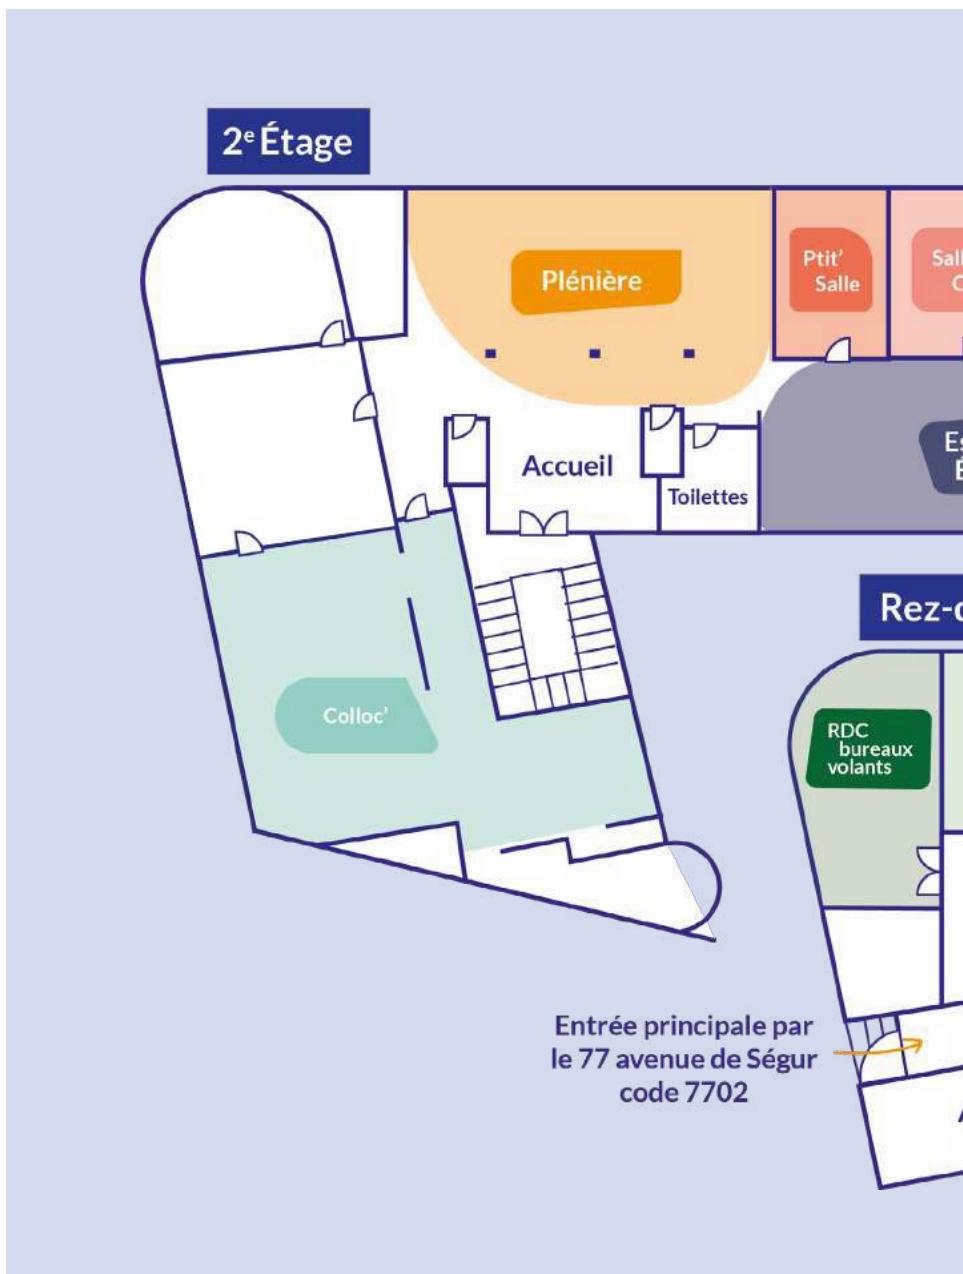 2e Étage
Plénière
Ptit'
Salle
Accueil
Toilettes
Colloc'
RDC
bureaux
volants
Entrée principale par
le 77 avenue de Ségur
code 7702